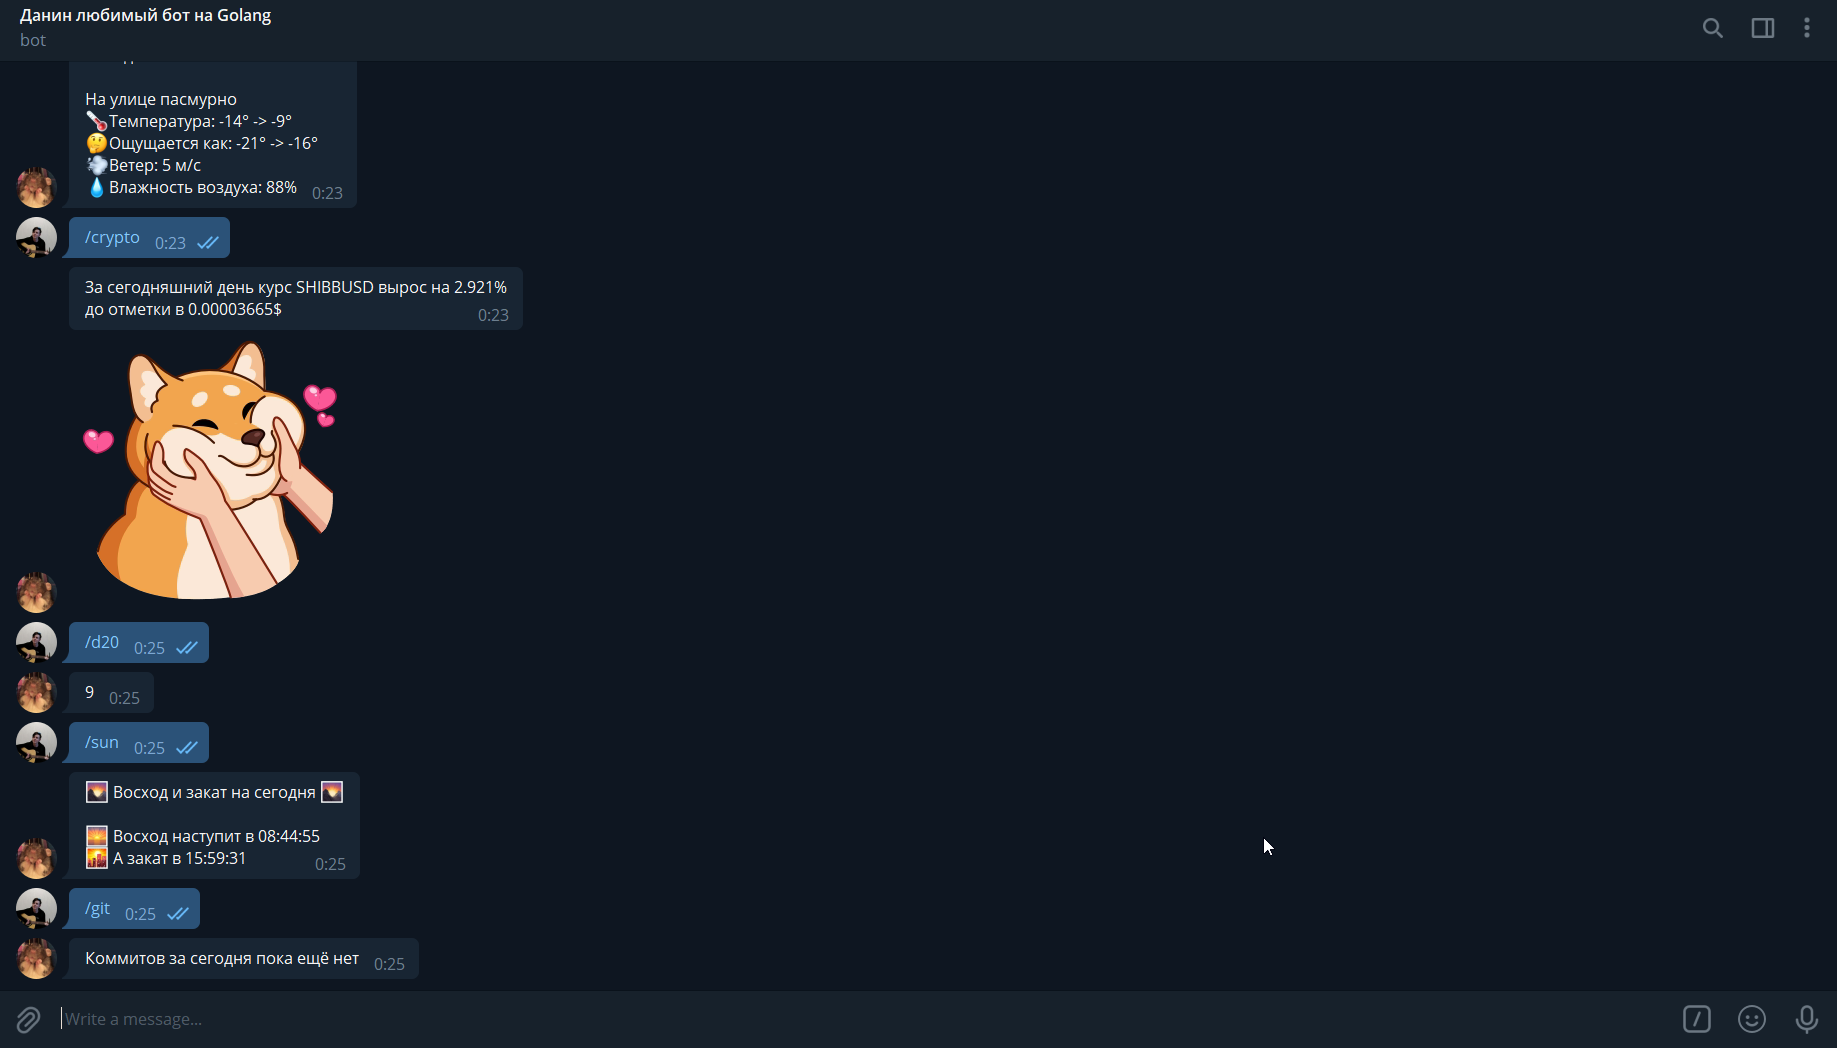 Данин любимый бот на Golang
bot
На улице пасмурно
🌡Температура: -14° -> -9°
🤔Ощущается как: -21° -> -16°
💨Ветер: 5 м/с
💧Влажность воздуха: 88% 0:23
/crypto 0:23
За сегодняшний день курс SHIBBUSD вырос на 2.921%
до отметки в 0.00003665$ 0:23
/d20 0:25
9 0:25
/sun 0:25
🌄 Восход и закат на сегодня 🌄
🌅 Восход наступит в 08:44:55
🌇 А закат в 15:59:31 0:25
/git 0:25
Коммитов за сегодня пока ещё нет 0:25
Write a message...